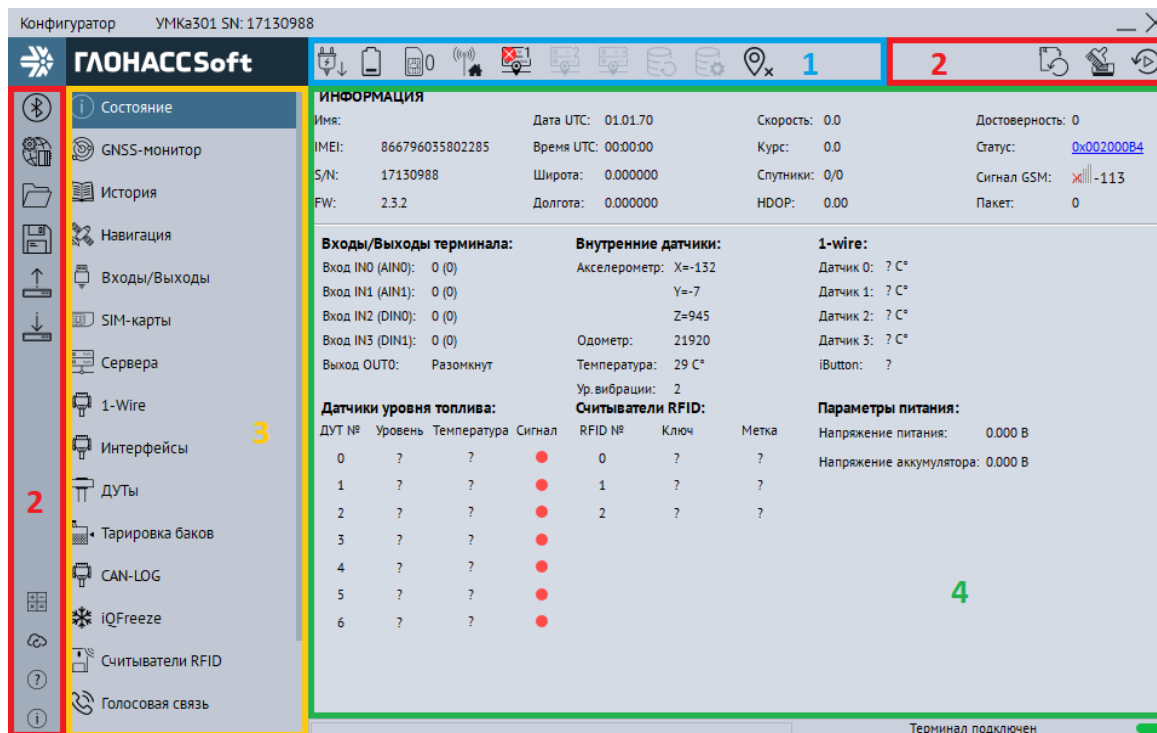 Конфигуратор УМКа301 SN: 17130988
ГЛОНАССSoft
0 1 2 3 1 2
Состояние
GNSS-монитор
История
Навигация
Входы/Выходы
SIM-карты
Сервера
1-Wire
Интерфейсы
ДУТы
Тарировка баков
CAN-LOG
iQFreeze
Считыватели RFID
Голосовая связь
2
3
ИНФОРМАЦИЯ
Имя: Дата UTC: 01.01.70 Скорость: 0.0 Достоверность: 0
IMEI: 866796035802285 Время UTC: 00:00:00 Курс: 0.0 Статус: 0x002000B4
S/N: 17130988 Широта: 0.000000 Спутники: 0/0 Сигнал GSM: -113
FW: 2.3.2 Долгота: 0.000000 HDOP: 0.00 Пакет: 0
Входы/Выходы терминала: Внутренние датчики: 1-wire:
Вход IN0 (AIN0): 0 (0) Акселерометр: X=-132 Датчик 0: ? C°
Вход IN1 (AIN1): 0 (0) Y=-7 Датчик 1: ? C°
Вход IN2 (DIN0): 0 (0) Z=945 Датчик 2: ? C°
Вход IN3 (DIN1): 0 (0) Одометр: 21920 Датчик 3: ? C°
Выход OUT0: Разомкнут Температура: 29 C° iButton: ?
Ур.вибрации: 2
Датчики уровня топлива: Считыватели RFID: Параметры питания:
ДУТ № Уровень Температура Сигнал RFID № Ключ Метка Напряжение питания: 0.000 В
0 ? ? 0 ? ? Напряжение аккумулятора: 0.000 В
1 ? ? 1 ? ?
2 ? ? 2 ? ?
3 ? ?
4 ? ?
5 ? ?
6 ? ?
4
Терминал подключен